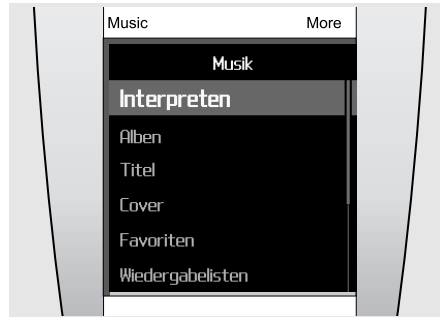 Music More
Musik
Interpreten
Alben
Titel
Cover
Favoriten
Wiedergabelisten